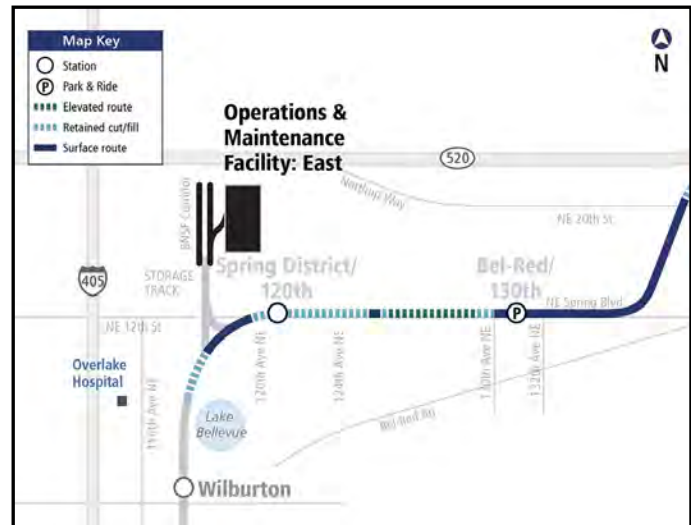 Map Key
Station
P Park & Ride
Elevated route
Retained cut/fill
Surface route
N
Operations &
Maintenance
Facility: East
520
Northup Way
NE 20th St
BNSF Corridor
405
STORAGE
TRACK
Spring District/
120th
Bel-Red/
130th
P
NE Spring Blvd
NE 12th St
120th Ave NE
124th Ave NE
130th Ave NE
132th Ave NE
Overlake
Hospital
116th Ave NE
Lake
Bellevue
Bel-Red Rd
Wilburton